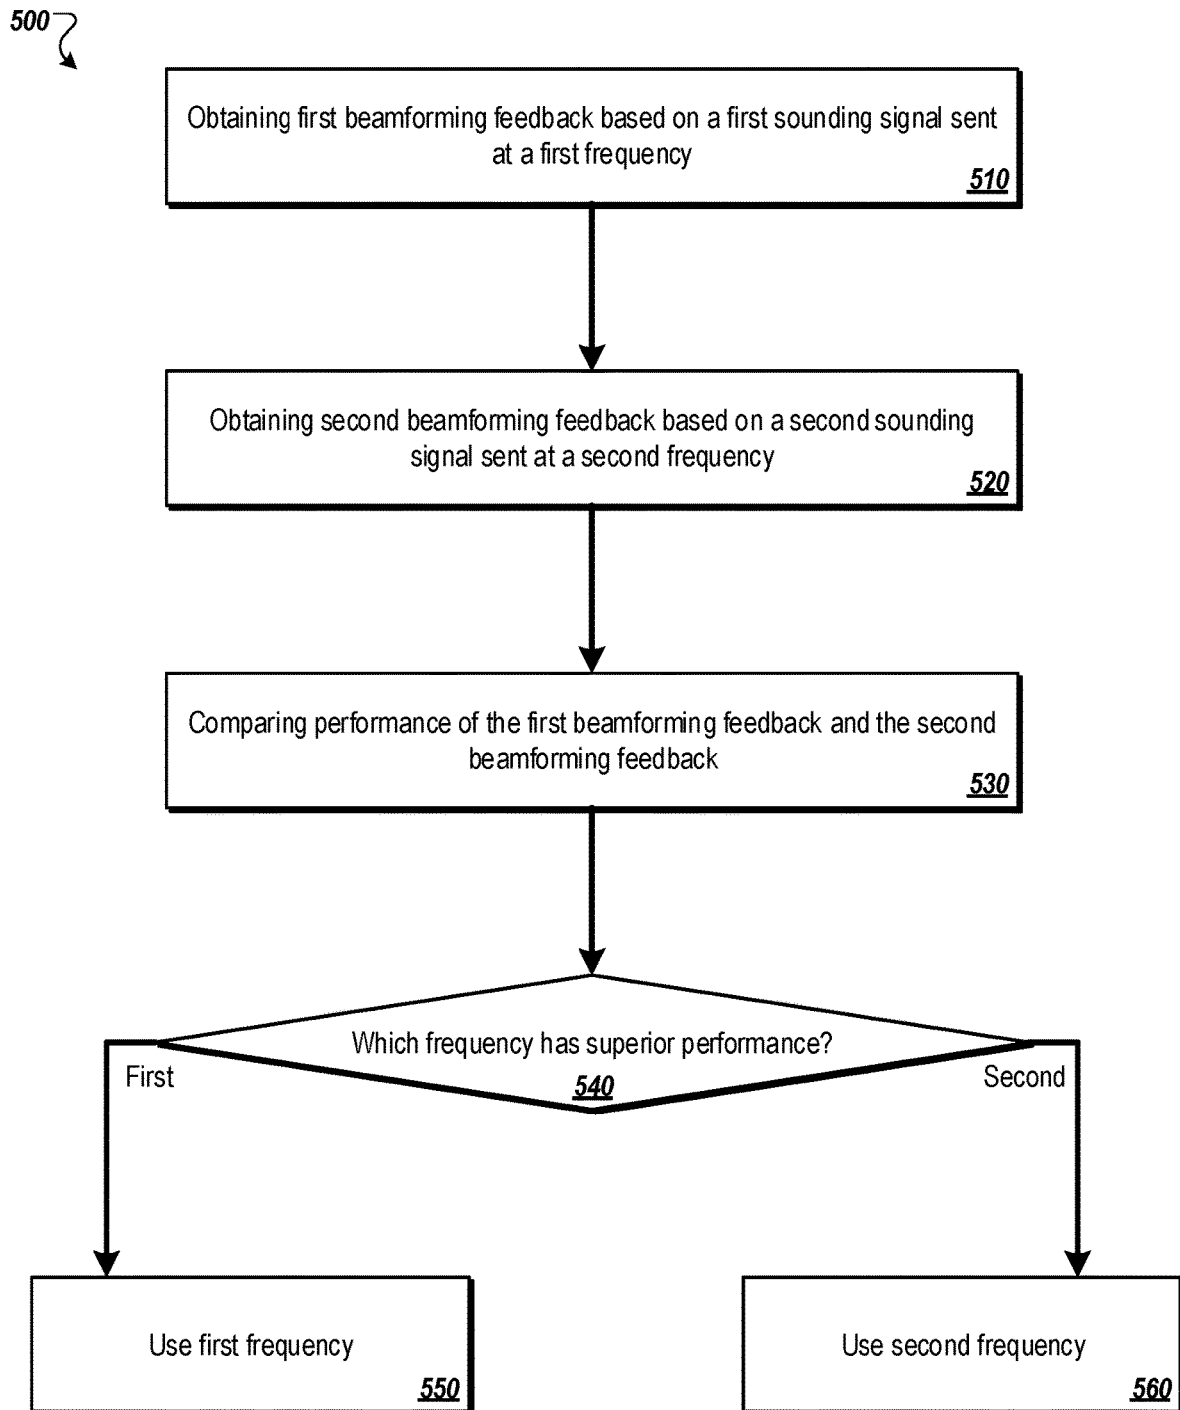 500
Obtaining first beamforming feedback based on a first sounding signal sent
at a first frequency
510
Obtaining second beamforming feedback based on a second sounding
signal sent at a second frequency
520
Comparing performance of the first beamforming feedback and the second
beamforming feedback
530
Which frequency has superior performance?
540
First
Second
Use first frequency
550
Use second frequency
560